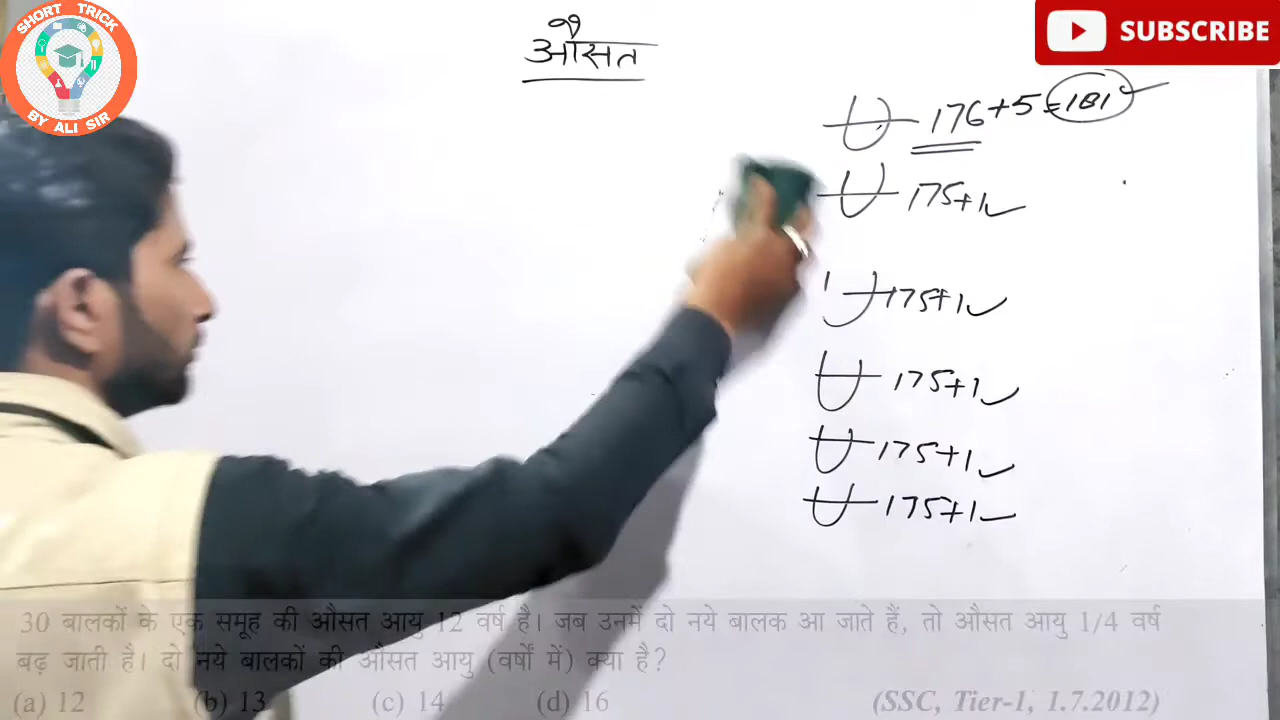 SHORT TRICK
BY ALI SIR
SUBSCRIBE
औसत
176+5=181
175+1
175+1
175+1
175+1
175+1
30 बालकों के एक समूह की औसत आयु 12 वर्ष है। जब उनमें दो नये बालक आ जाते हैं, तो औसत आयु 1/4 वर्ष
बढ़ जाती है। दो नये बालकों की औसत आयु (वर्षों में) क्या है?
(a) 12 (b) 13 (c) 14 (d) 16 (SSC, Tier-1, 1.7.2012)